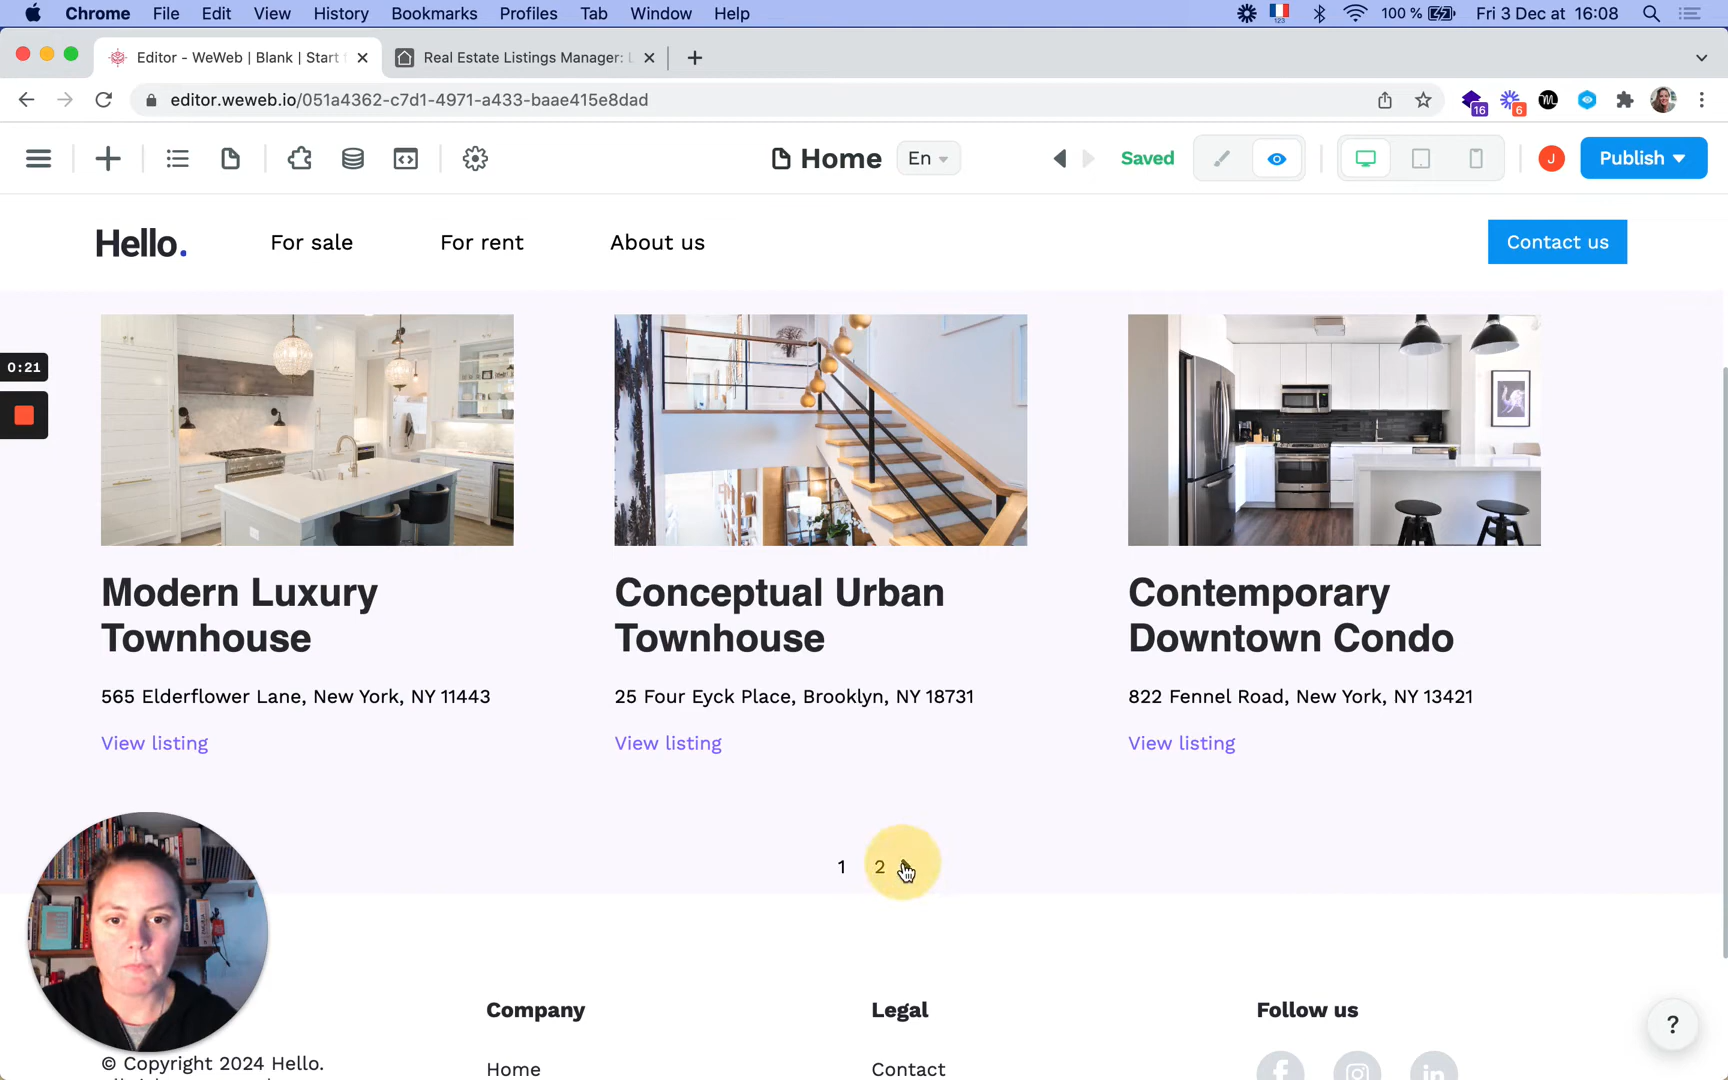 Chrome File Edit View History Bookmarks Profiles Tab Window Help
123
100 %
Fri 3 Dec at 16:08
Editor - WeWeb | Blank | Start
Real Estate Listings Manager:
editor.weweb.io/051a4362-c7d1-4971-a433-baae415e8dad
16
6
Home
En
Saved
J
Publish
Hello.
For sale
For rent
About us
Contact us
0:21
Modern Luxury
Townhouse
565 Elderflower Lane, New York, NY 11443
View listing
Conceptual Urban
Townhouse
25 Four Eyck Place, Brooklyn, NY 18731
View listing
Contemporary
Downtown Condo
822 Fennel Road, New York, NY 13421
View listing
1 2
Company
Legal
Follow us
?
© Copyright 2024 Hello.
Home
Contact